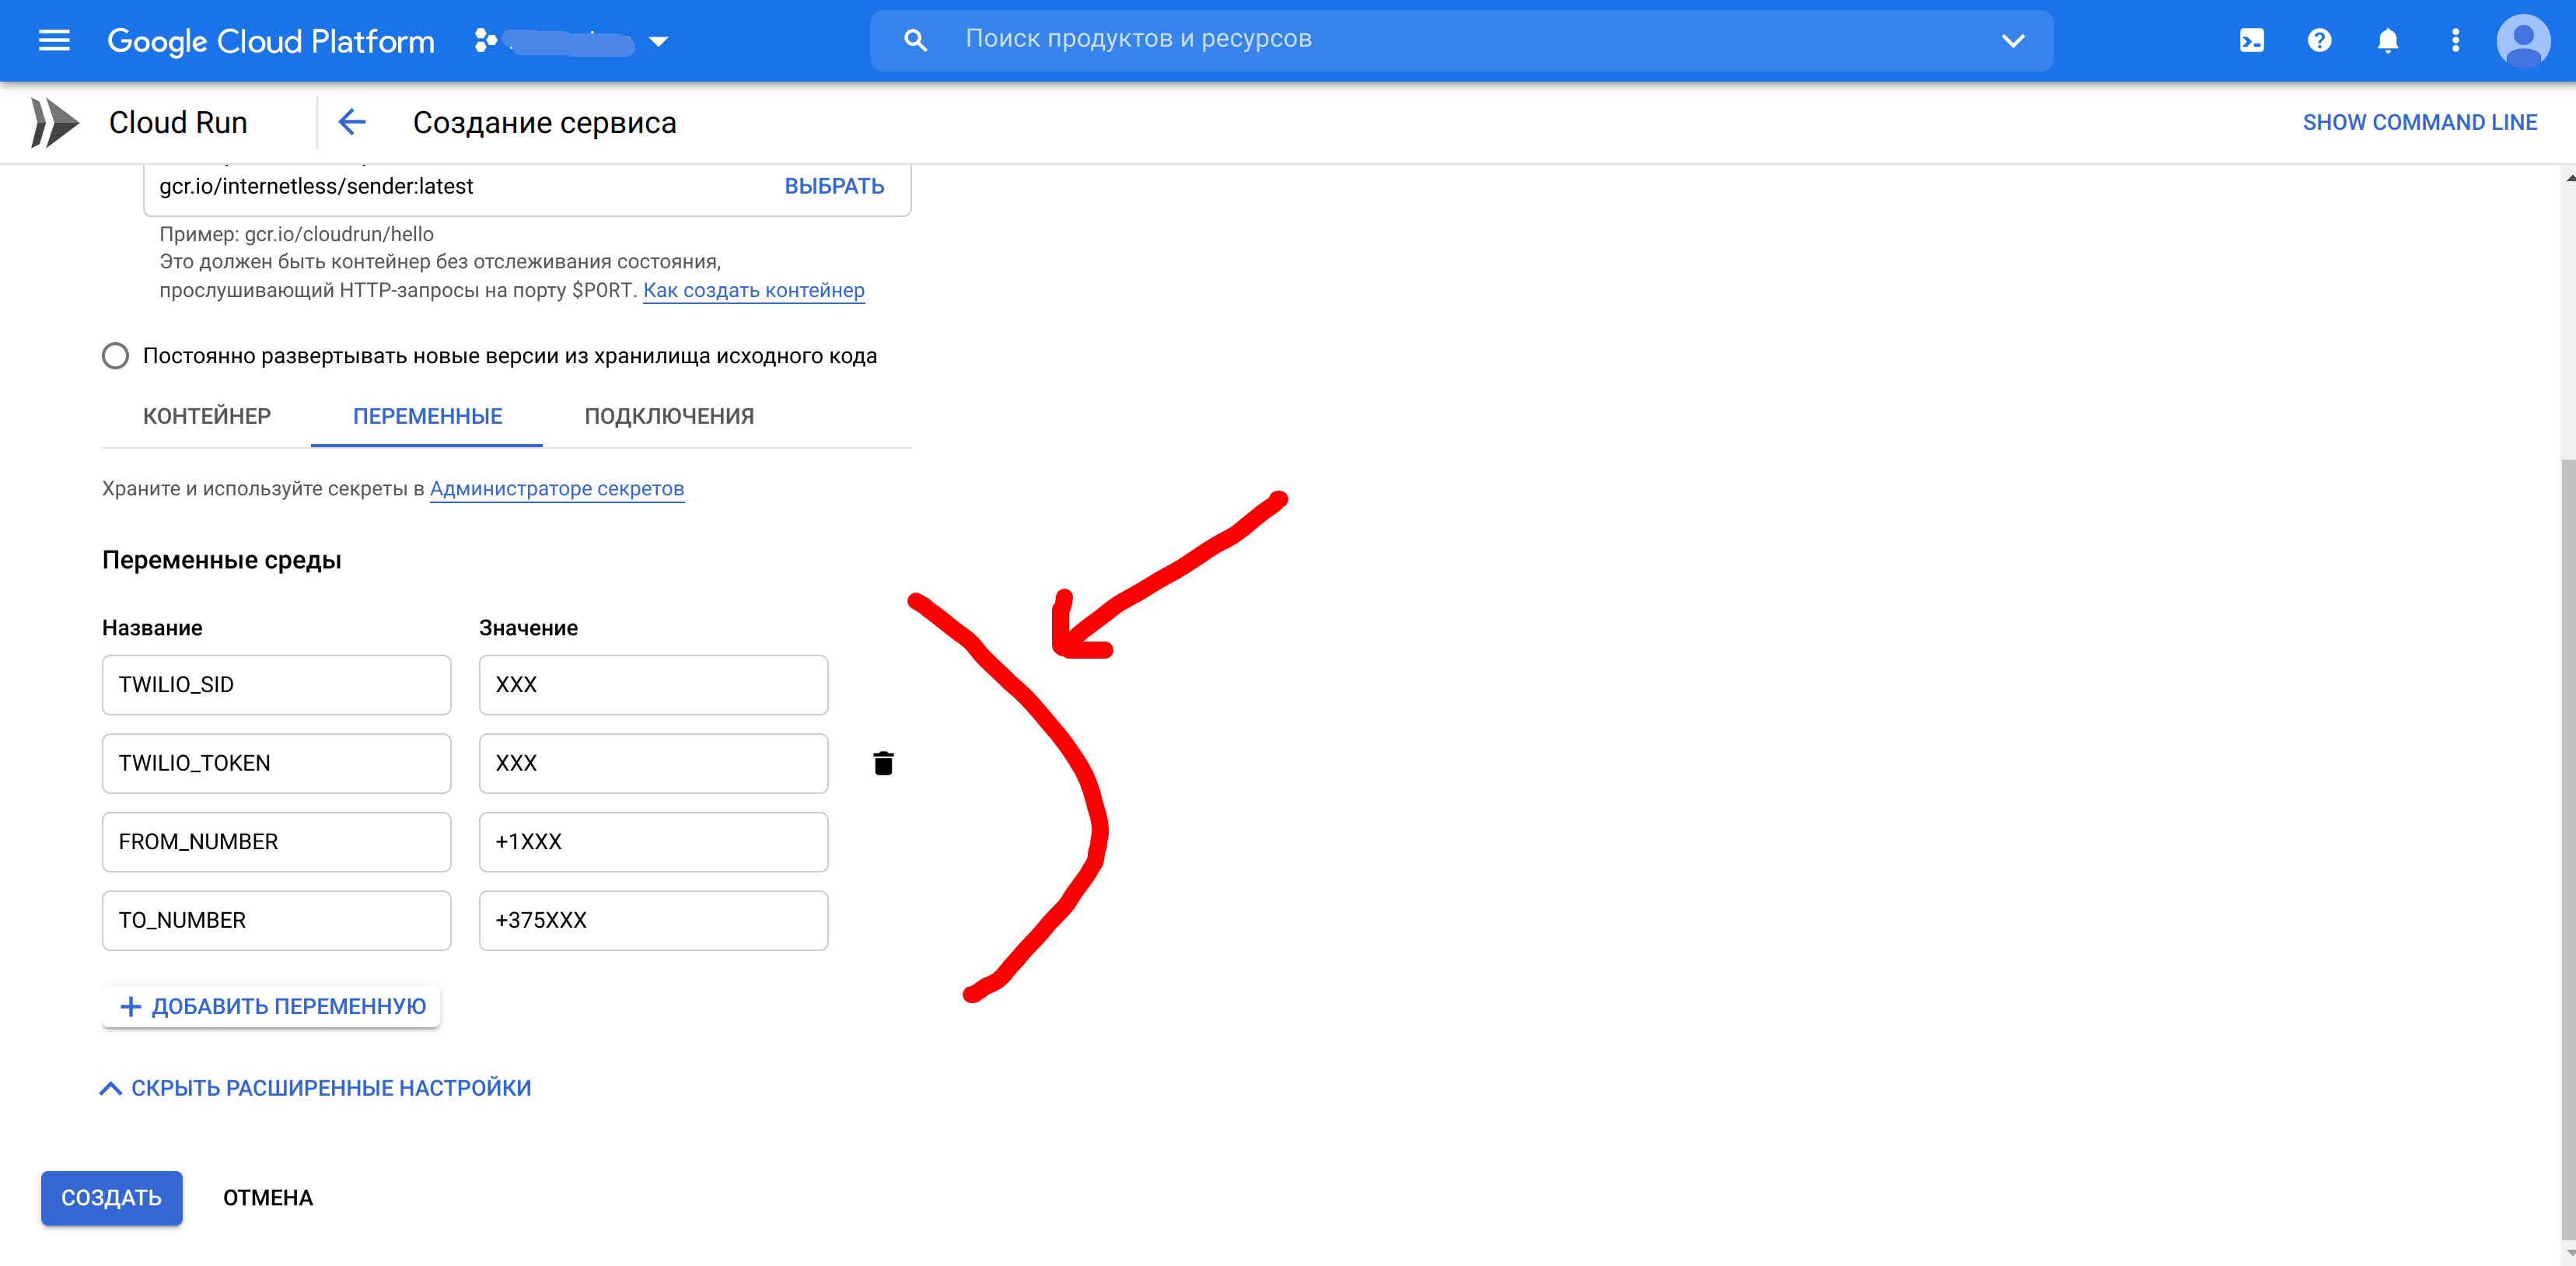 Google Cloud Platform
Поиск продуктов и ресурсов
Cloud Run
Создание сервиса
SHOW COMMAND LINE
gcr.io/internetless/sender:latest
ВЫБРАТЬ
Пример: gcr.io/cloudrun/hello
Это должен быть контейнер без отслеживания состояния,
прослушивающий HTTP-запросы на порту $PORT. Как создать контейнер
Постоянно развертывать новые версии из хранилища исходного кода
КОНТЕЙНЕР
ПЕРЕМЕННЫЕ
ПОДКЛЮЧЕНИЯ
Храните и используйте секреты в Администраторе секретов
Переменные среды
Название
Значение
TWILIO_SID
XXX
TWILIO_TOKEN
XXX
FROM_NUMBER
+1XXX
TO_NUMBER
+375XXX
ДОБАВИТЬ ПЕРЕМЕННУЮ
СКРЫТЬ РАСШИРЕННЫЕ НАСТРОЙКИ
СОЗДАТЬ
ОТМЕНА